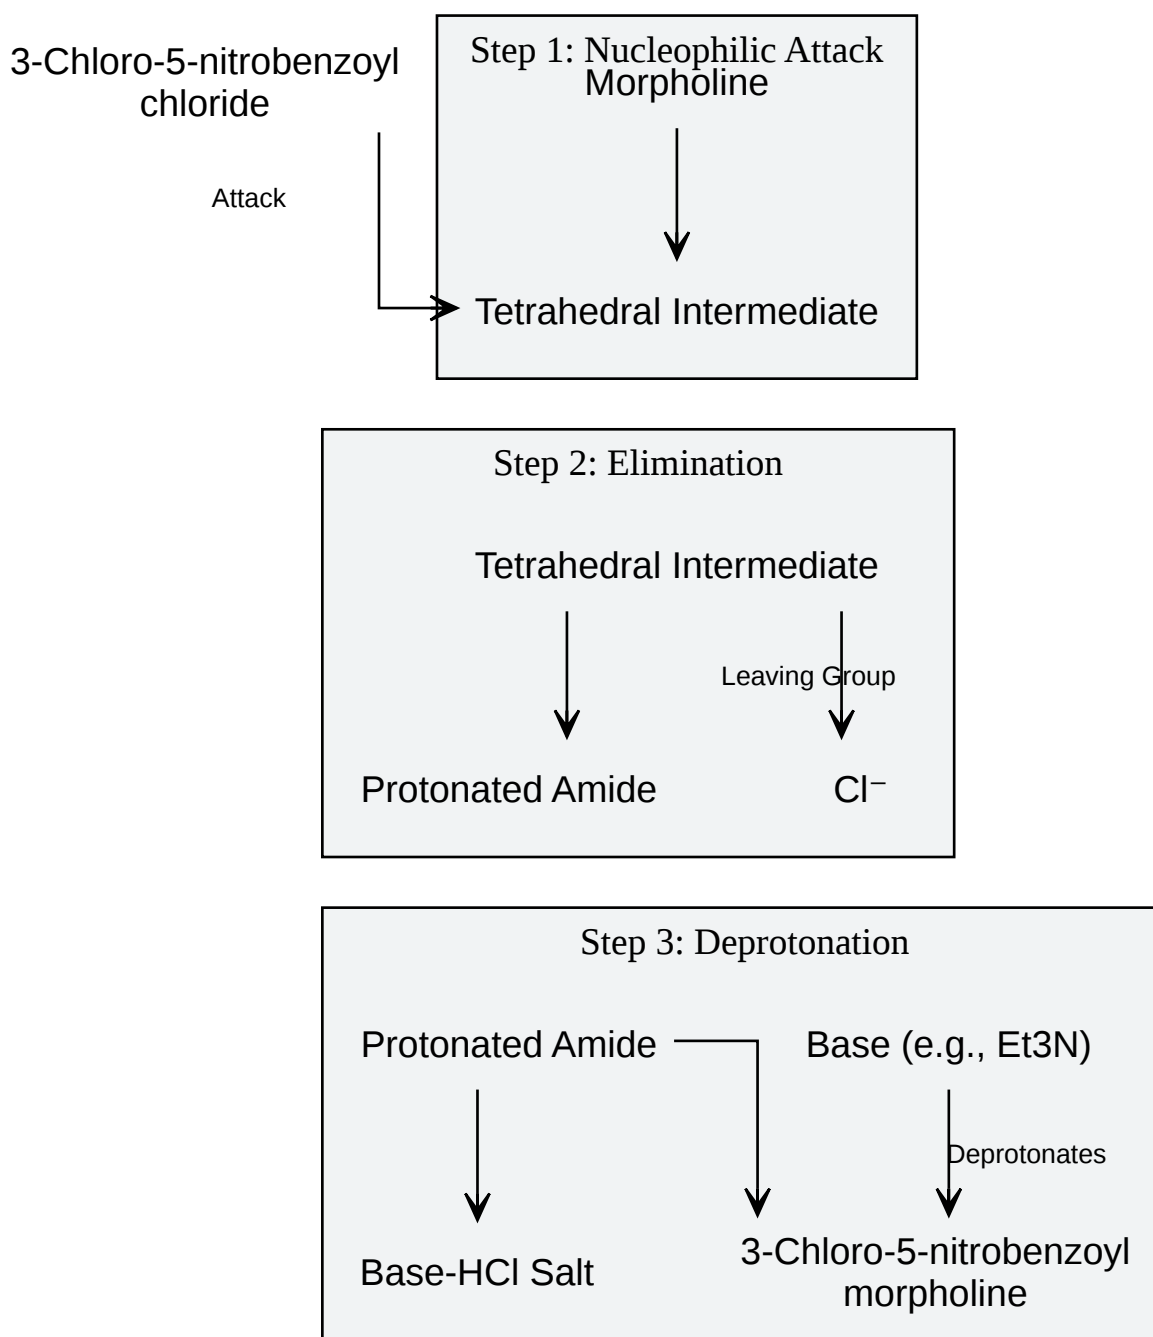 3-Chloro-5-nitrobenzoyl
chloride
Attack
Step 1: Nucleophilic Attack
Morpholine
Tetrahedral Intermediate
Step 2: Elimination
Tetrahedral Intermediate
Leaving Group
Protonated Amide
Cl⁻
Step 3: Deprotonation
Protonated Amide
Base (e.g., Et3N)
Deprotonates
Base-HCl Salt
3-Chloro-5-nitrobenzoyl
morpholine